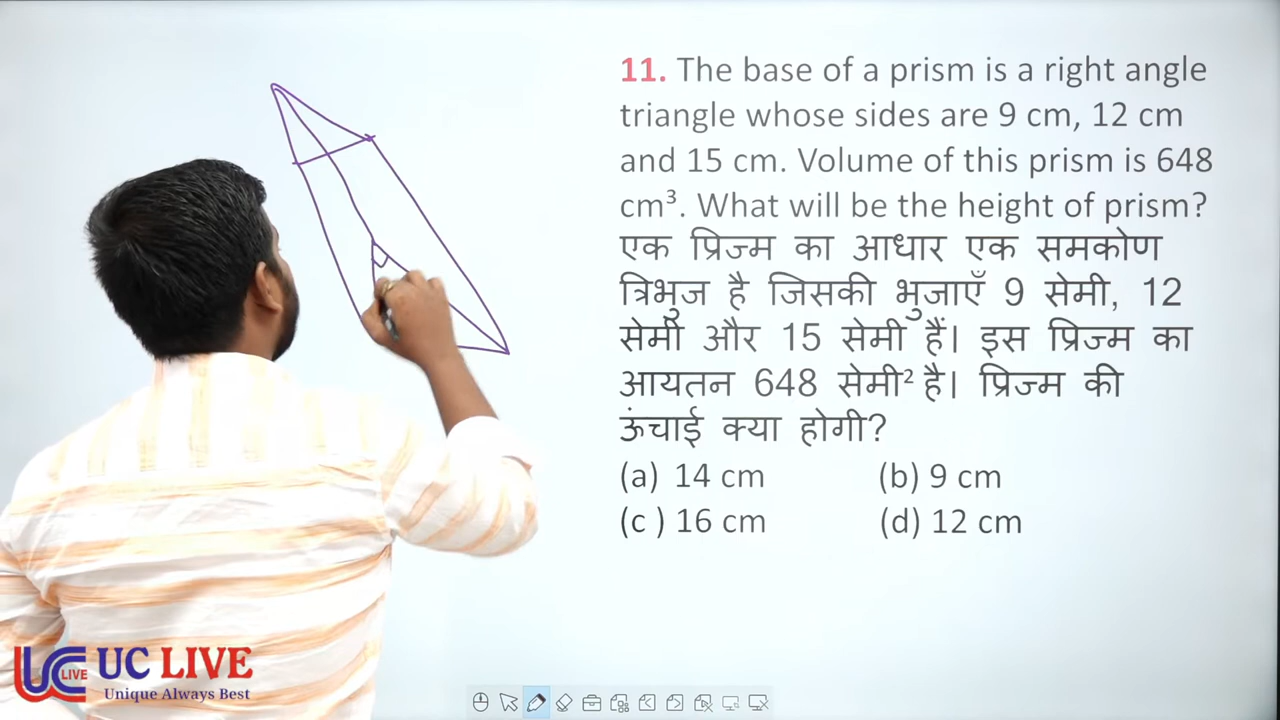 11. The base of a prism is a right angle
triangle whose sides are 9 cm, 12 cm
and 15 cm. Volume of this prism is 648
cm³. What will be the height of prism?
एक प्रिज्म का आधार एक समकोण
त्रिभुज है जिसकी भुजाएँ 9 सेमी, 12
सेमी और 15 सेमी हैं। इस प्रिज्म का
आयतन 648 सेमी² है। प्रिज्म की
ऊंचाई क्या होगी?
(a) 14 cm (b) 9 cm
(c ) 16 cm (d) 12 cm
UC LIVE UC LIVE
Unique Always Best